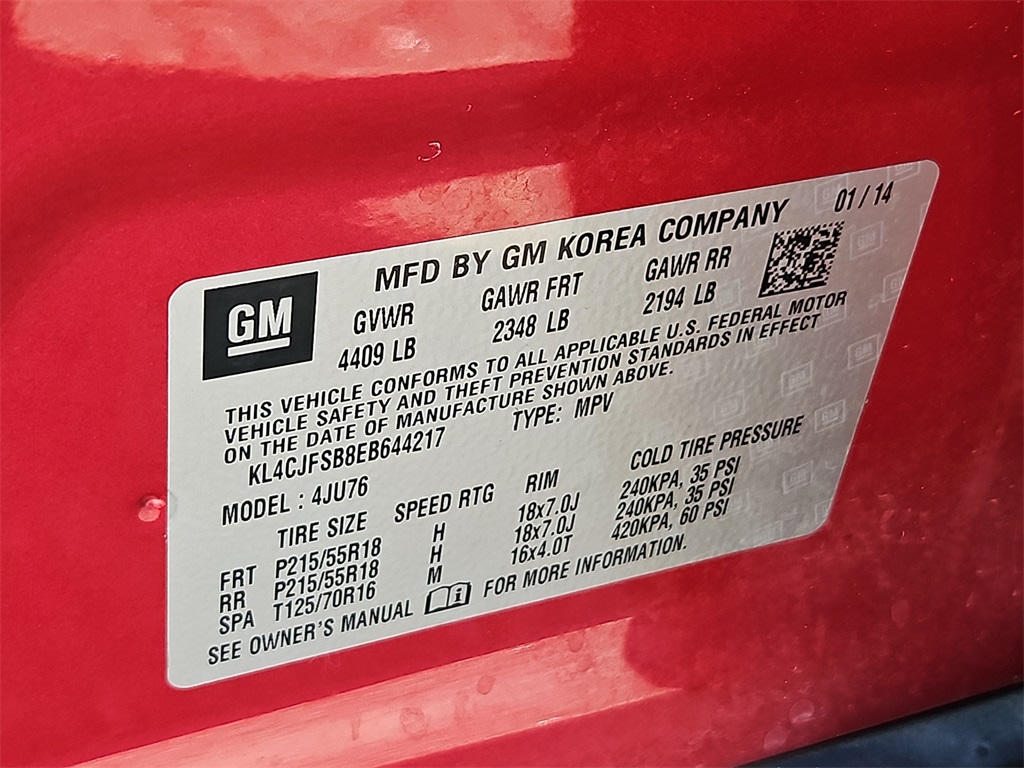 MFD BY GM KOREA COMPANY 01 / 14
GM
GVWR GAWR FRT GAWR RR
4409 LB 2348 LB 2194 LB
THIS VEHICLE CONFORMS TO ALL APPLICABLE U.S. FEDERAL MOTOR
VEHICLE SAFETY AND THEFT PREVENTION STANDARDS IN EFFECT
ON THE DATE OF MANUFACTURE SHOWN ABOVE.
KL4CJFSB8EB644217 TYPE: MPV
MODEL : 4JU76
TIRE SIZE SPEED RTG RIM COLD TIRE PRESSURE
FRT P215/55R18 H 18x7.0J 240KPA, 35 PSI
RR P215/55R18 H 18x7.0J 240KPA, 35 PSI
SPA T125/70R16 M 16x4.0T 420KPA, 60 PSI
SEE OWNER'S MANUAL FOR MORE INFORMATION.